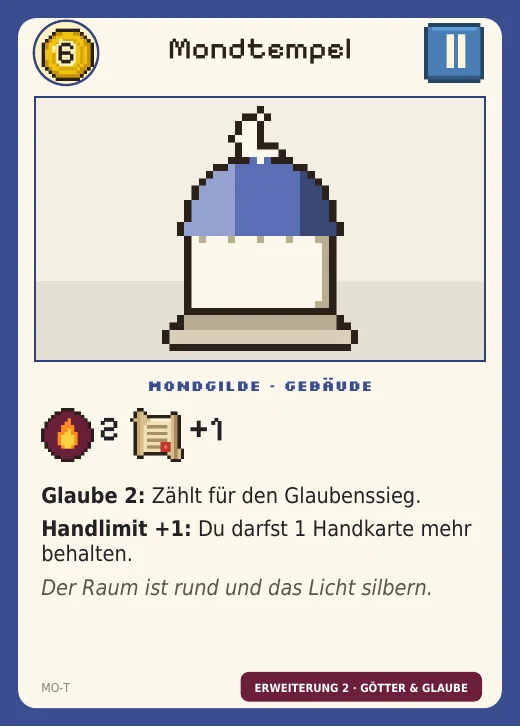 6
Mondtempel
II
MONDGILDE · GEBÄUDE
2 +1
Glaube 2: Zählt für den Glaubenssieg.
Handlimit +1: Du darfst 1 Handkarte mehr
behalten.
Der Raum ist rund und das Licht silbern.
MO-T
ERWEITERUNG 2 · GÖTTER & GLAUBE